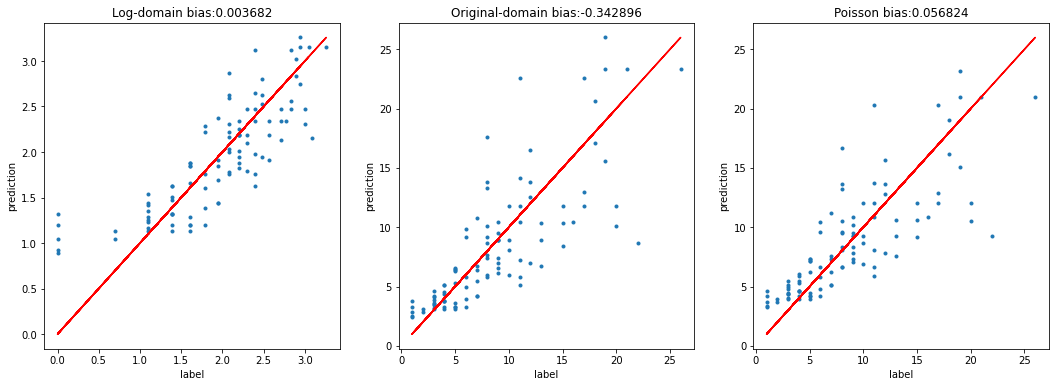 Log-domain bias:0.003682
prediction
3.0
2.5
2.0
1.5
1.0
0.5
0.0
0.0 0.5 1.0 1.5 2.0 2.5 3.0
label
Original-domain bias:-0.342896
prediction
25
20
15
10
5
0
0 5 10 15 20 25
label
Poisson bias:0.056824
prediction
25
20
15
10
5
0
0 5 10 15 20 25
label